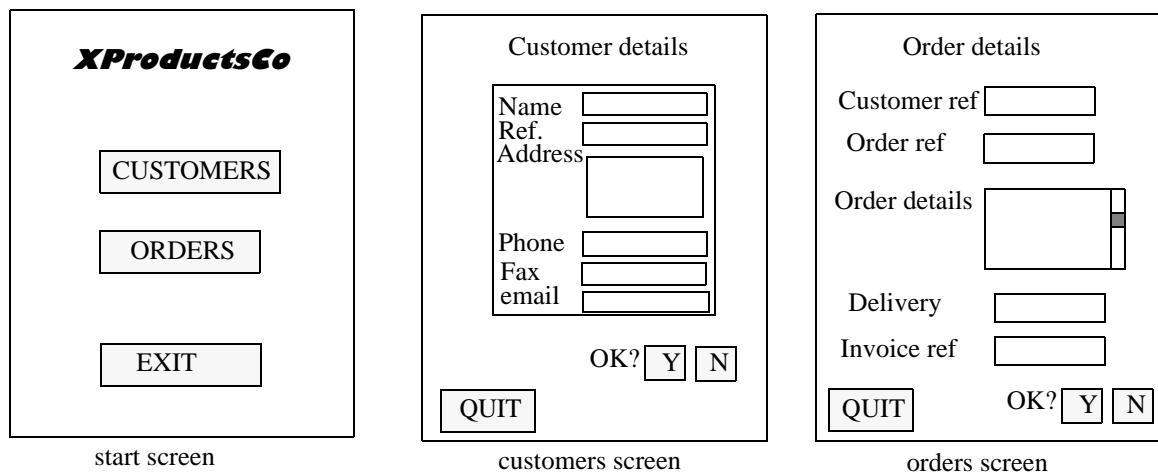 XProductsCo
CUSTOMERS
ORDERS
EXIT
start screen
Customer details
Name
Ref.
Address
Phone
Fax
email
OK? Y N
QUIT
customers screen
Order details
Customer ref
Order ref
Order details
Delivery
Invoice ref
OK? Y N
QUIT
orders screen